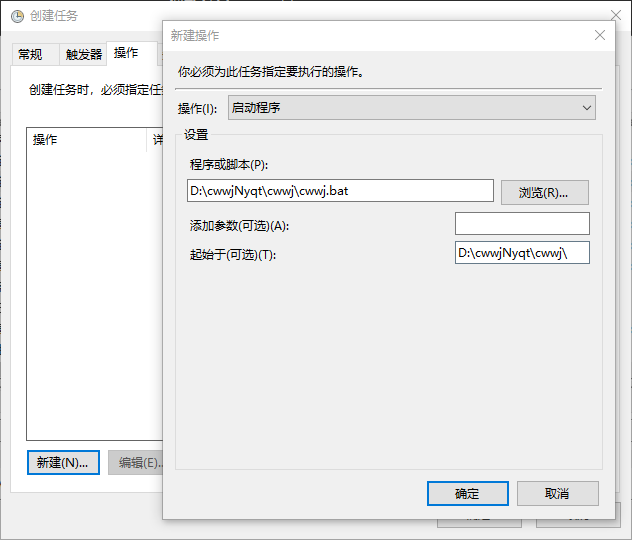 创建任务
新建操作
常规
触发器
操作
你必须为此任务指定要执行的操作。
创建任务时，必须指定任
操作(I):
启动程序
设置
操作
程序或脚本(P):
D:\cwwjNyqt\cwwj\cwwj.bat
浏览(R)...
添加参数(可选)(A):
起始于(可选)(T):
D:\cwwjNyqt\cwwj\
新建(N)...
编辑(E)...
确定
取消